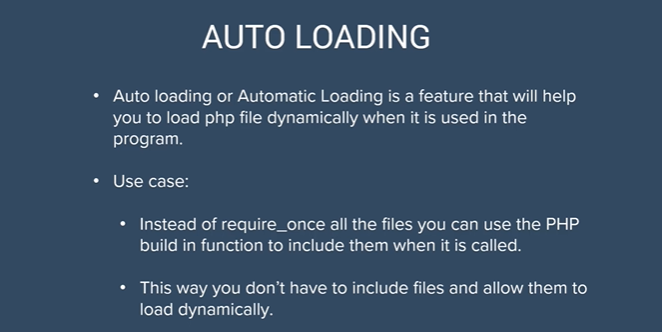 AUTO LOADING
• Auto loading or Automatic Loading is a feature that will help
you to load php file dynamically when it is used in the
program.
• Use case:
• Instead of require_once all the files you can use the PHP
build in function to include them when it is called.
• This way you don’t have to include files and allow them to
load dynamically.